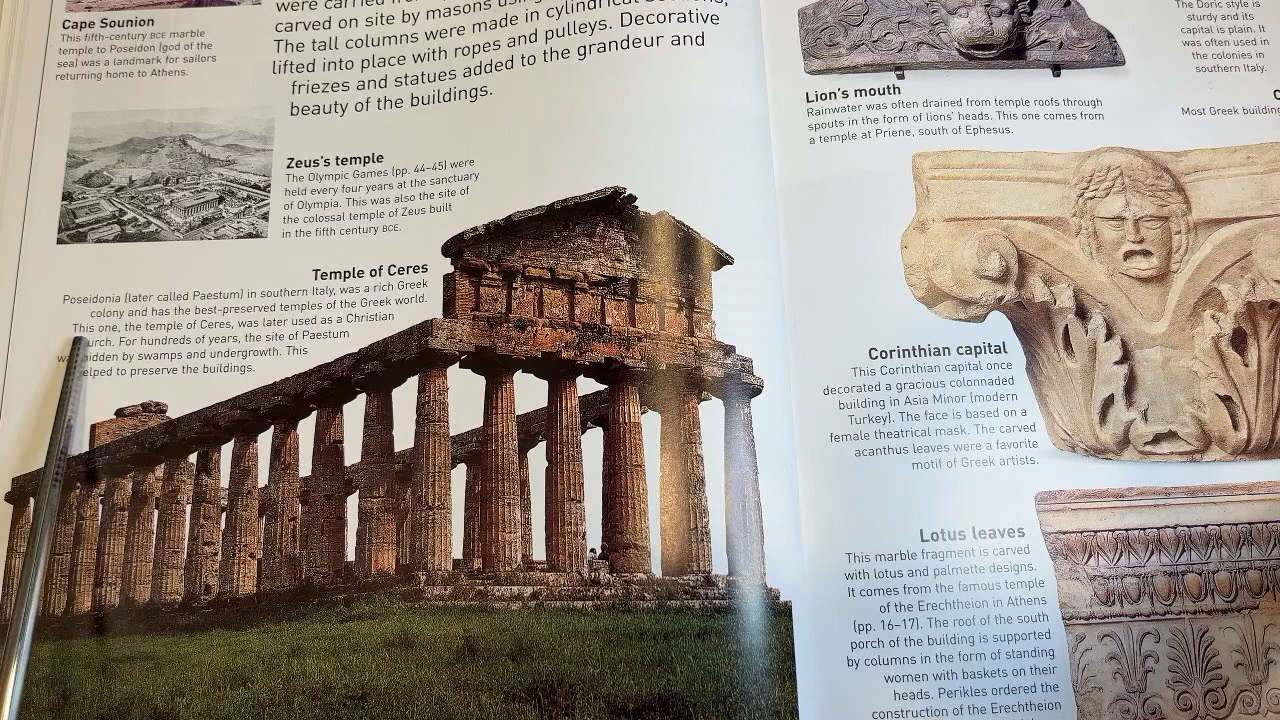 Cape Sounion
This fifth-century BCE marble
temple to Poseidon (god of the
sea) was a landmark for sailors
returning home to Athens.
were carried
carved on site by masons using
The tall columns were made in cylindrical
lifted into place with ropes and pulleys. Decorative
friezes and statues added to the grandeur and
beauty of the buildings.
Zeus's temple
The Olympic Games (pp. 44–45) were
held every four years at the sanctuary
of Olympia. This was also the site of
the colossal temple of Zeus built
in the fifth century BCE.
Temple of Ceres
Poseidonia (later called Paestum) in southern Italy, was a rich Greek
colony and has the best-preserved temples of the Greek world.
This one, the temple of Ceres, was later used as a Christian
urch. For hundreds of years, the site of Paestum
hidden by swamps and undergrowth. This
elped to preserve the buildings.
The Doric style is
sturdy and its
capital is plain. It
was often used in
the colonies in
southern Italy.
Lion's mouth
Rainwater was often drained from temple roofs through
spouts in the form of lions' heads. This one comes from
a temple at Priene, south of Ephesus.
Most Greek building
Corinthian capital
This Corinthian capital once
decorated a gracious colonnaded
building in Asia Minor (modern
Turkey). The face is based on a
female theatrical mask. The carved
acanthus leaves were a favorite
motif of Greek artists.
Lotus leaves
This marble fragment is carved
with lotus and palmette designs.
It comes from the famous temple
of the Erechtheion in Athens
(pp. 16–17). The roof of the south
porch of the building is supported
by columns in the form of standing
women with baskets on their
heads. Perikles ordered the
construction of the Erechtheion